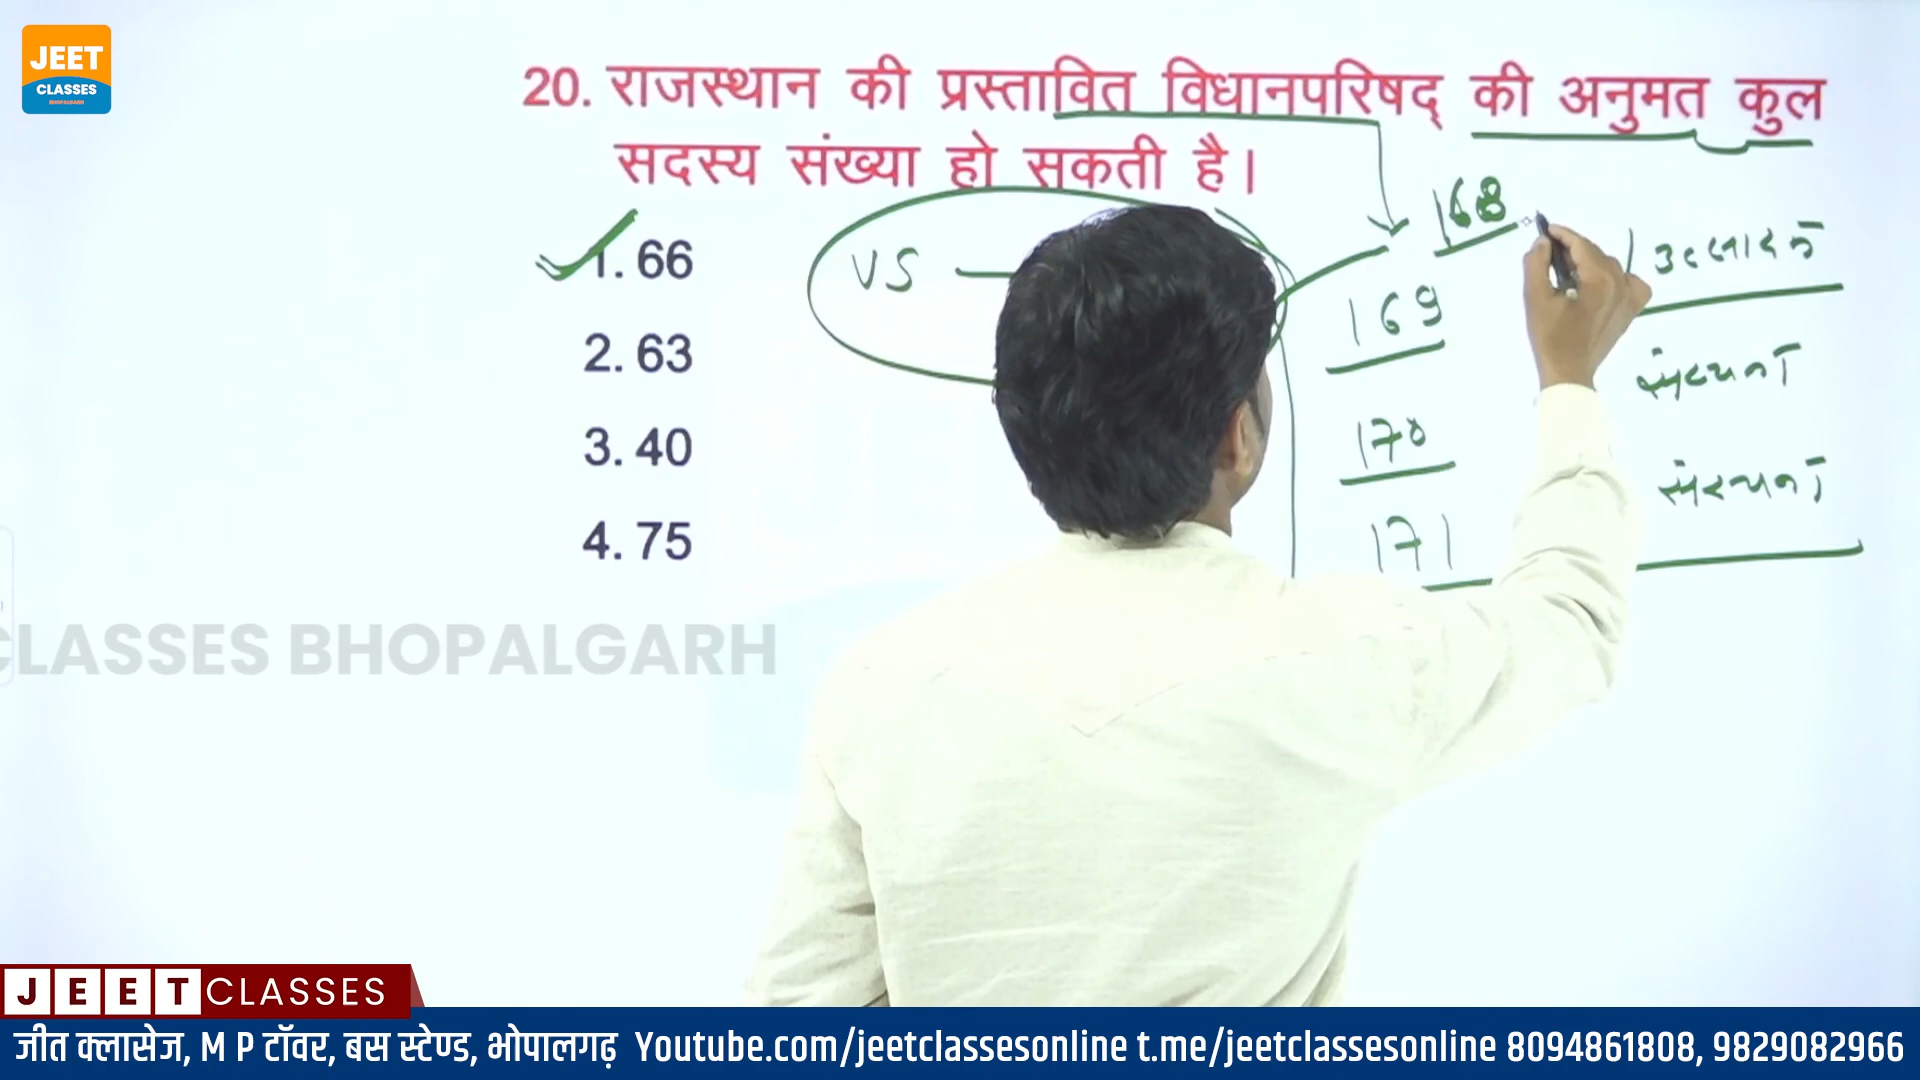 JEET
CLASSES
BHOPALGARH
20. राजस्थान की प्रस्तावित विधानपरिषद् की अनुमत कुल
सदस्य संख्या हो सकती है।
1. 66
2. 63
3. 40
4. 75
VS
168
169
170
171
संरचना
CLASSES BHOPALGARH
JEET CLASSES
जीत क्लासेज, M P टॉवर, बस स्टेण्ड, भोपालगढ़ Youtube.com/jeetclassesonline t.me/jeetclassesonline 8094861808, 9829082966